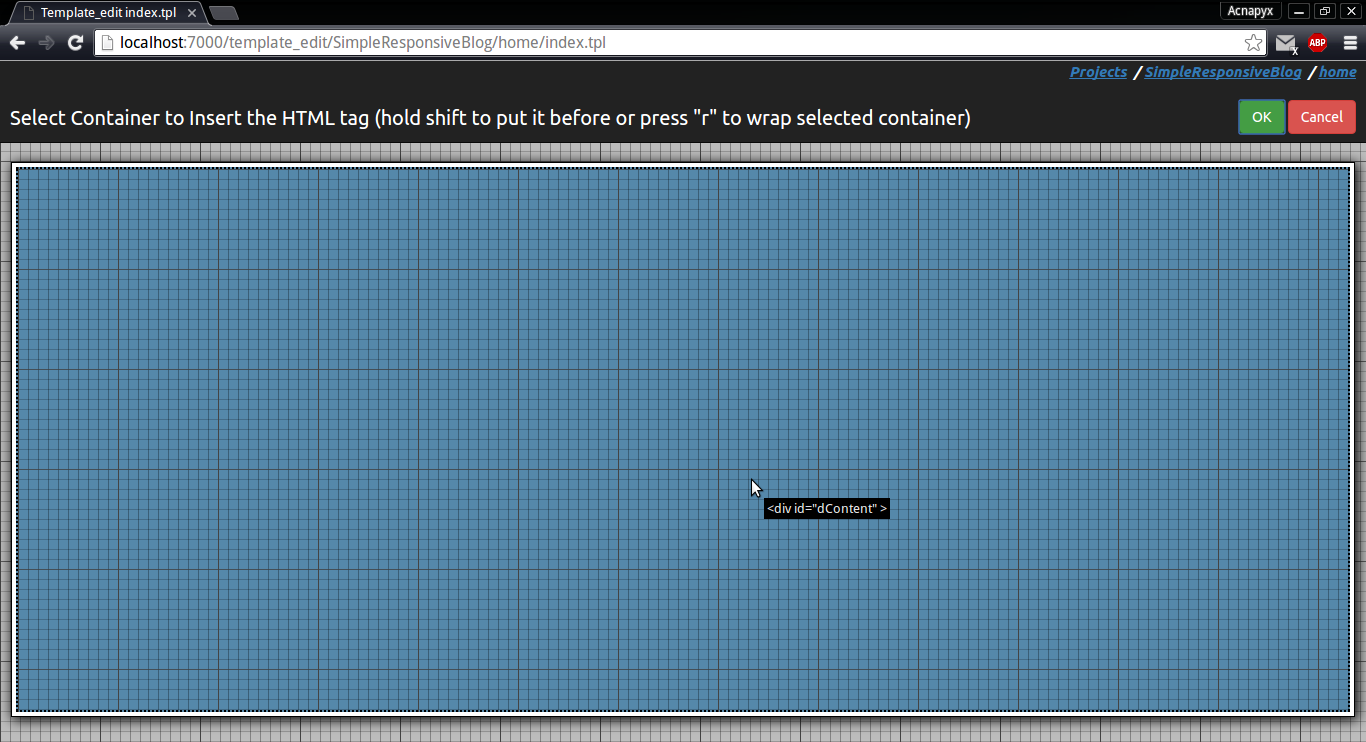 Template_edit index.tpl
Acnapyx
localhost:7000/template_edit/SimpleResponsiveBlog/home/index.tpl
ABP
x
Projects / SimpleResponsiveBlog / home
Select Container to Insert the HTML tag (hold shift to put it before or press "r" to wrap selected container)
OK
Cancel
<div id="dContent" >